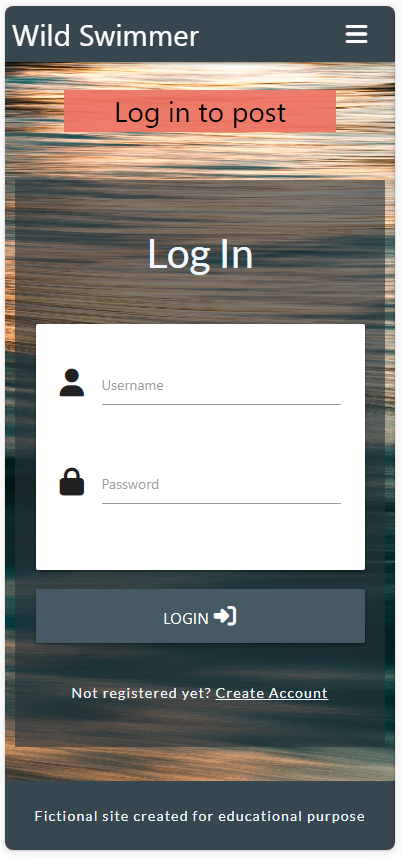 Wild Swimmer
Log in to post
Log In
Username
Password
LOGIN
Not registered yet? Create Account
Fictional site created for educational purpose